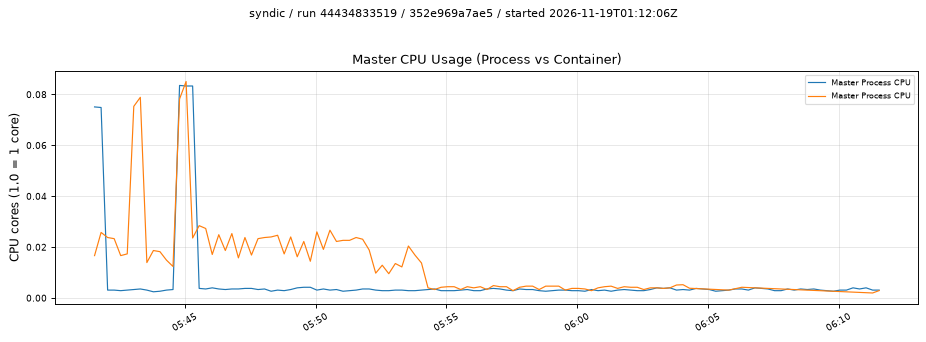 syndic / run 44434833519 / 352e969a7ae5 / started 2026-11-19T01:12:06Z
Master CPU Usage (Process vs Container)
CPU cores (1.0 = 1 core)
0.08
0.06
0.04
0.02
0.00
Master Process CPU
Master Process CPU
05:45
05:50
05:55
06:00
06:05
06:10